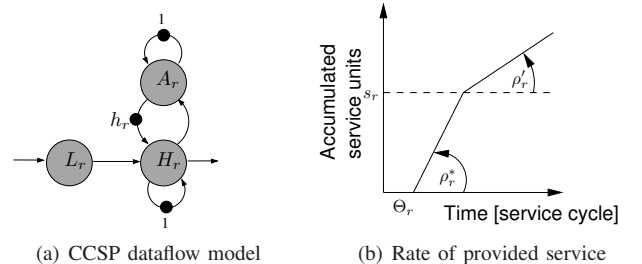 1
A_r
h_r
L_r
H_r
1
(a) CCSP dataflow model
Accumulated
service units
s_r
ρ′_r
ρ*_r
Θ_r
Time [service cycle]
(b) Rate of provided service